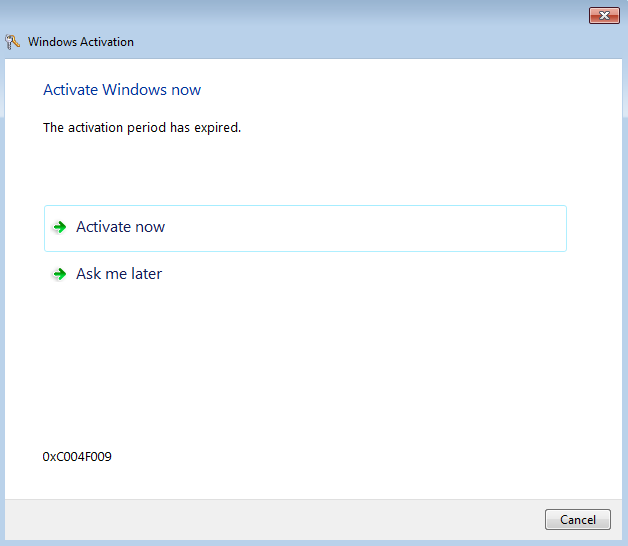 Windows Activation
Activate Windows now
The activation period has expired.
Activate now
Ask me later
0xC004F009
Cancel